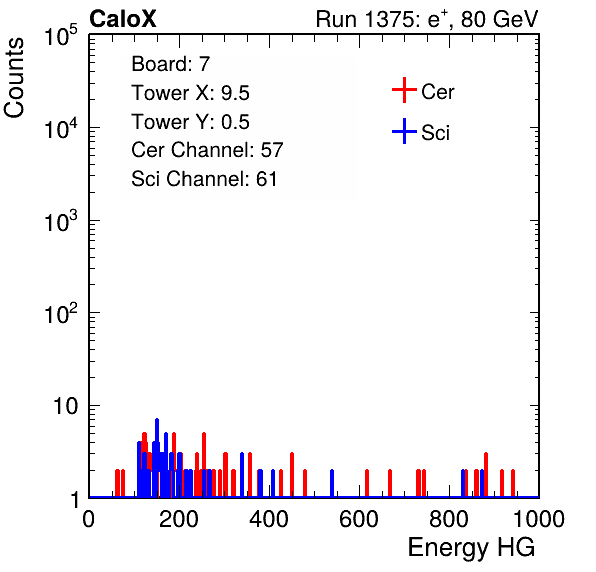 CaloX Run 1375: e⁺, 80 GeV
Counts
Board: 7
Tower X: 9.5
Tower Y: 0.5
Cer Channel: 57
Sci Channel: 61
Cer
Sci
10⁵
10⁴
10³
10²
10
1
0 200 400 600 800 1000
Energy HG